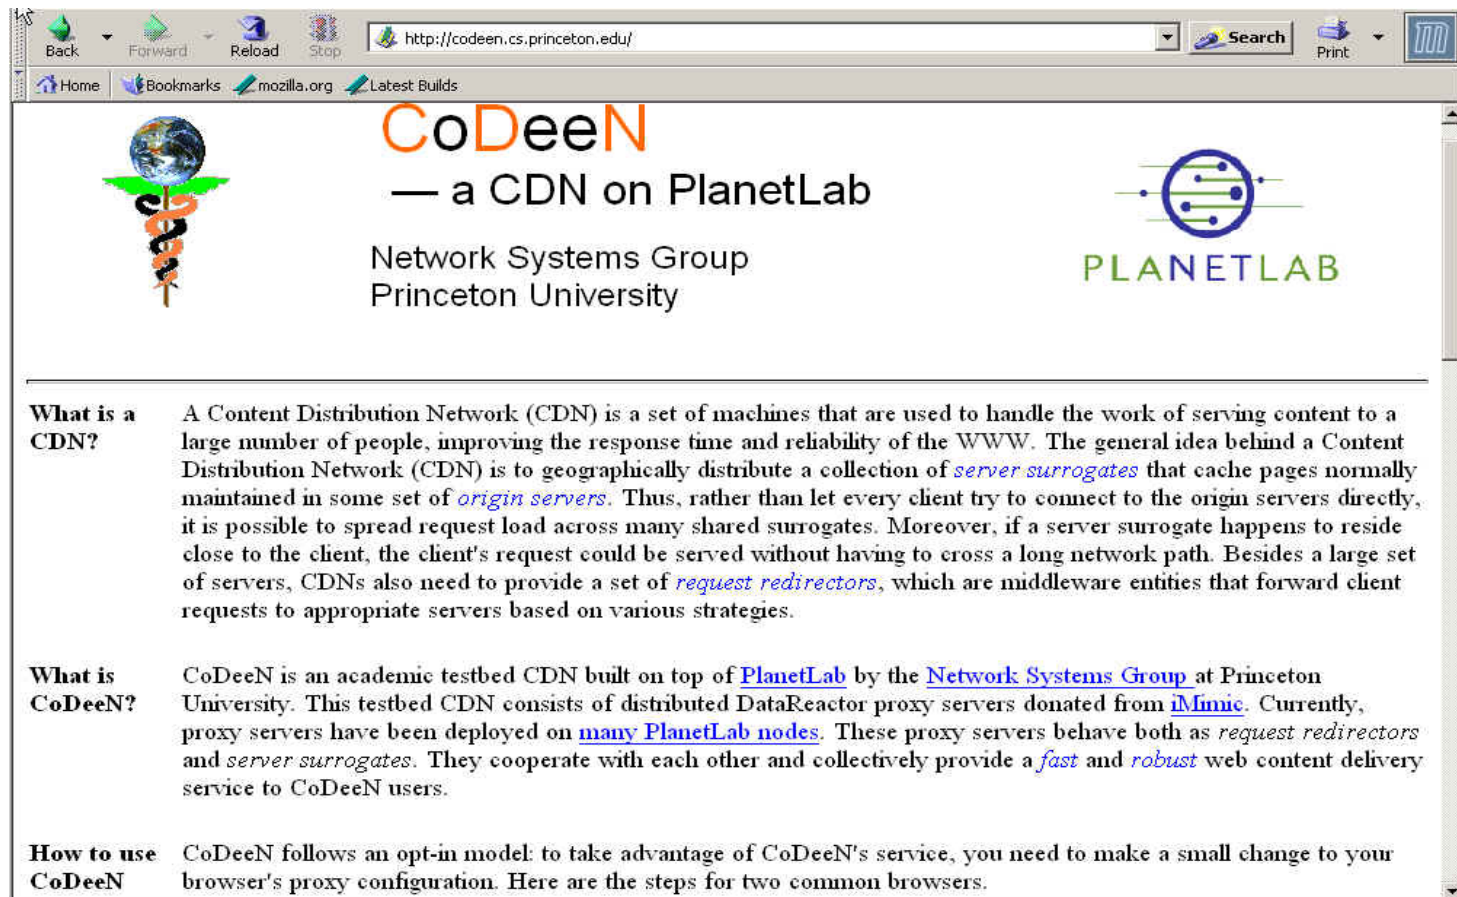 Back Forward Reload Stop http://codeen.cs.princeton.edu/ Search Print
Home Bookmarks mozilla.org Latest Builds
CoDeeN
— a CDN on PlanetLab
Network Systems Group
Princeton University
PLANETLAB
What is a CDN?
A Content Distribution Network (CDN) is a set of machines that are used to handle the work of serving content to a
large number of people, improving the response time and reliability of the WWW. The general idea behind a Content
Distribution Network (CDN) is to geographically distribute a collection of server surrogates that cache pages normally
maintained in some set of origin servers. Thus, rather than let every client try to connect to the origin servers directly,
it is possible to spread request load across many shared surrogates. Moreover, if a server surrogate happens to reside
close to the client, the client's request could be served without having to cross a long network path. Besides a large set
of servers, CDNs also need to provide a set of request redirectors, which are middleware entities that forward client
requests to appropriate servers based on various strategies.
What is CoDeeN?
CoDeeN is an academic testbed CDN built on top of PlanetLab by the Network Systems Group at Princeton
University. This testbed CDN consists of distributed DataReactor proxy servers donated from iMimic. Currently,
proxy servers have been deployed on many PlanetLab nodes. These proxy servers behave both as request redirectors
and server surrogates. They cooperate with each other and collectively provide a fast and robust web content delivery
service to CoDeeN users.
How to use CoDeeN
CoDeeN follows an opt-in model: to take advantage of CoDeeN's service, you need to make a small change to your
browser's proxy configuration. Here are the steps for two common browsers.